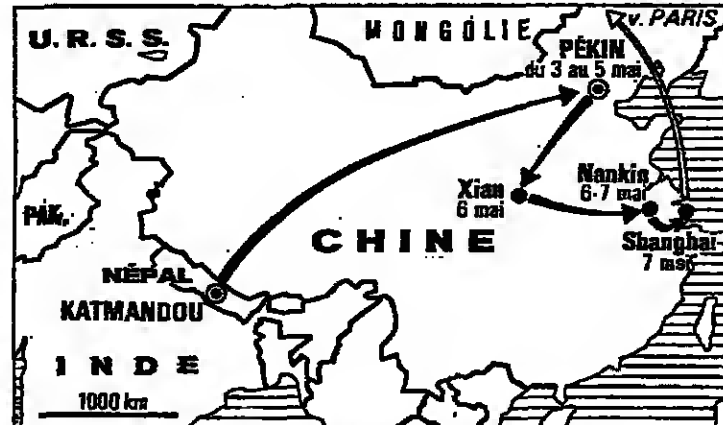 U.R.S.S.
MONGOLIE
v. PARIS
PÉKIN
du 3 au 5 mai
PAK.
Xian
6 mai
Nankin
6-7 mai
Shanghai
7 mai
CHINE
NÉPAL
KATMANDOU
INDE
1000 km